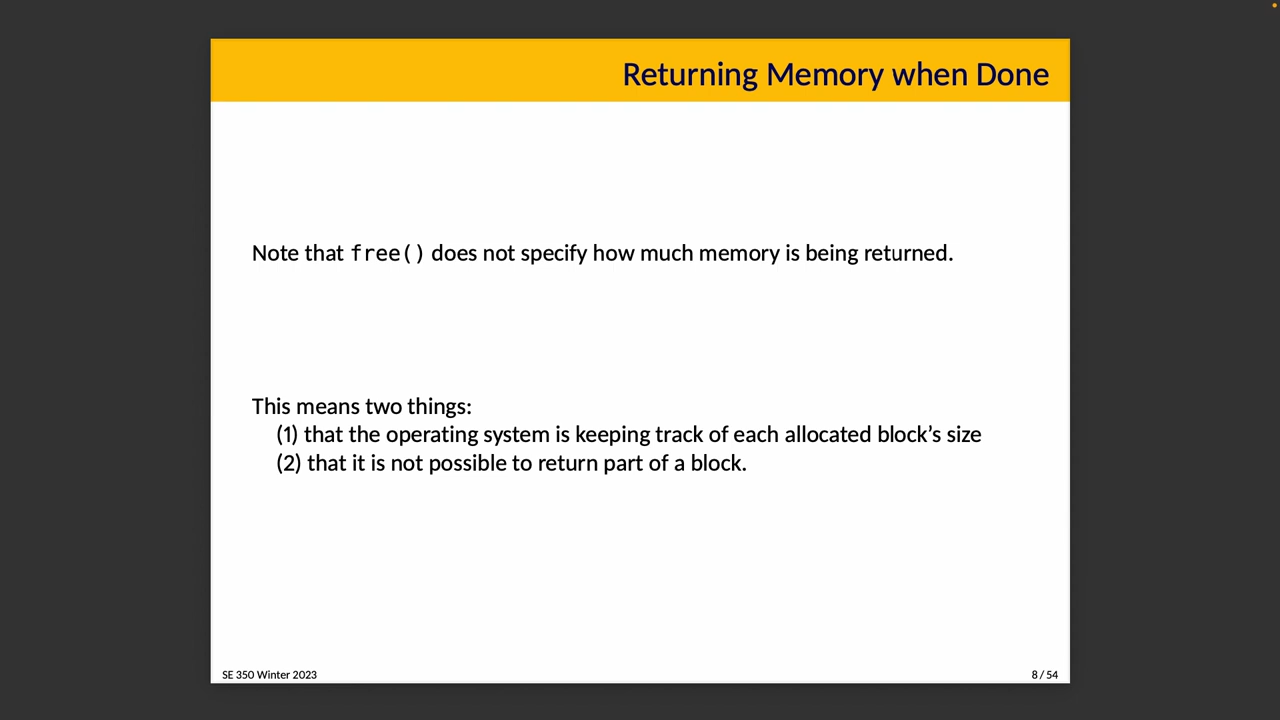 Returning Memory when Done
Note that free() does not specify how much memory is being returned.
This means two things:
(1) that the operating system is keeping track of each allocated block’s size
(2) that it is not possible to return part of a block.
SE 350 Winter 2023
8 / 54